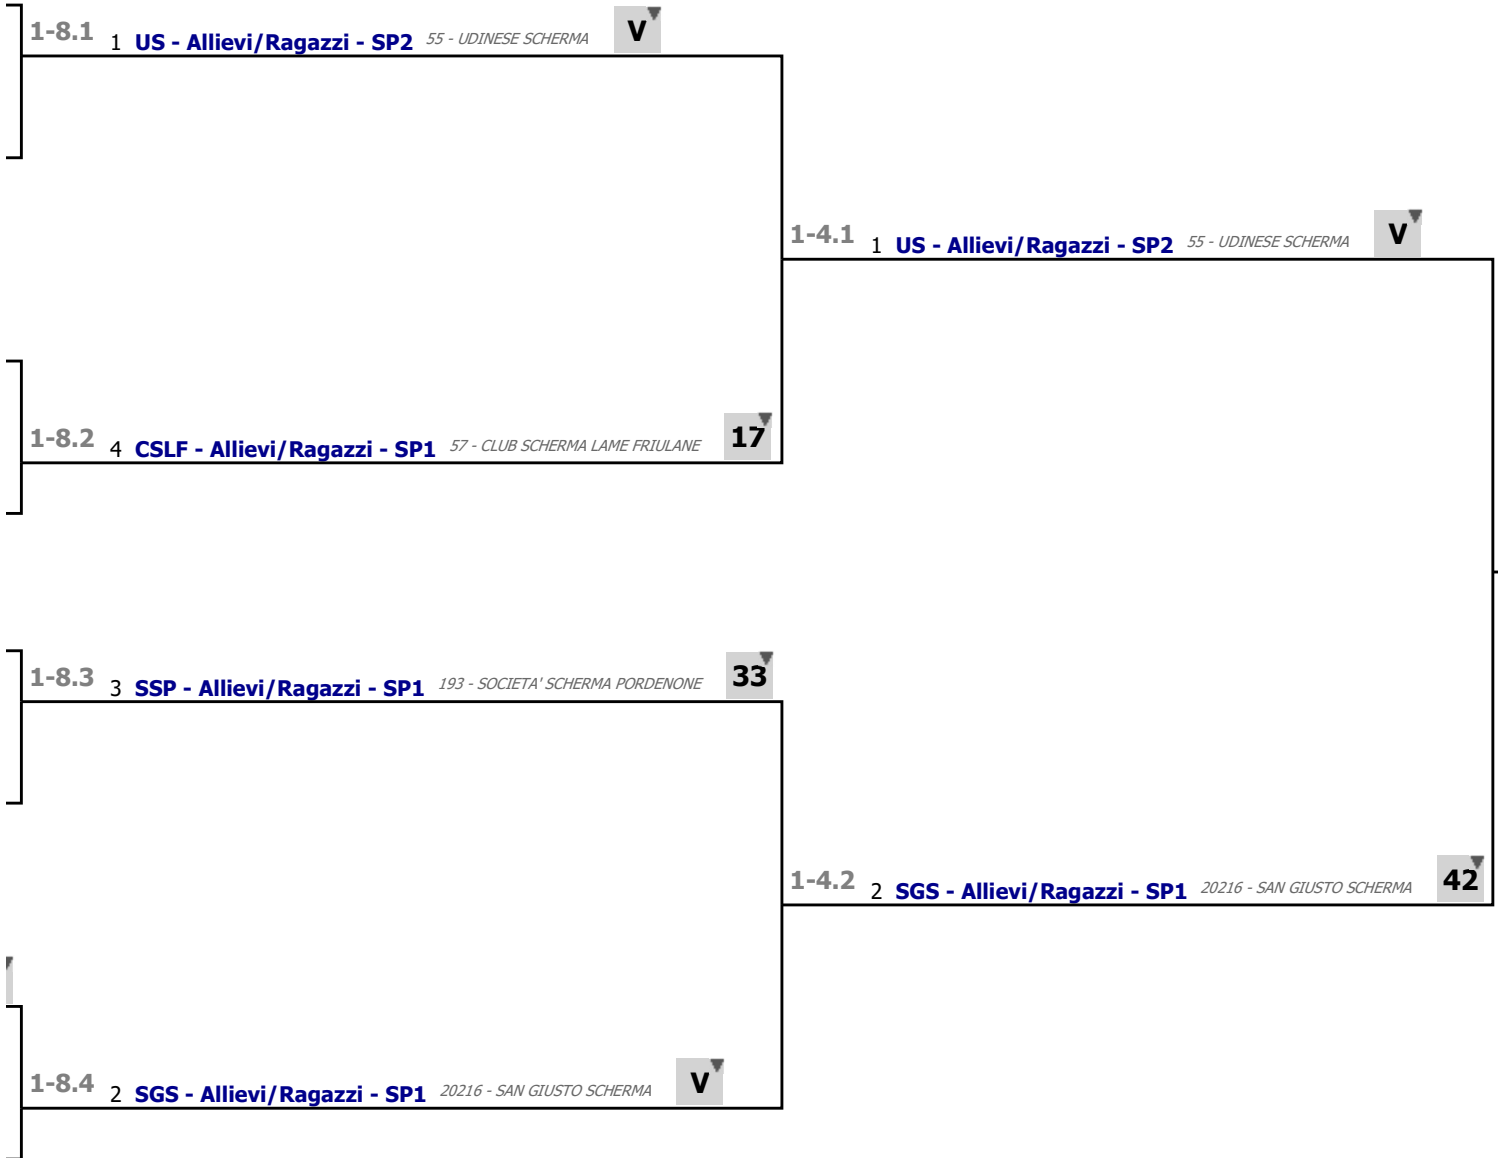 1-8.1 1 US - Allievi/Ragazzi - SP2 55 - UDINESE SCHERMA V
1-4.1 1 US - Allievi/Ragazzi - SP2 55 - UDINESE SCHERMA V
1-8.2 4 CSLF - Allievi/Ragazzi - SP1 57 - CLUB SCHERMA LAME FRIULANE 17
1-8.3 3 SSP - Allievi/Ragazzi - SP1 193 - SOCIETA' SCHERMA PORDENONE 33
1-4.2 2 SGS - Allievi/Ragazzi - SP1 20216 - SAN GIUSTO SCHERMA 42
1-8.4 2 SGS - Allievi/Ragazzi - SP1 20216 - SAN GIUSTO SCHERMA V